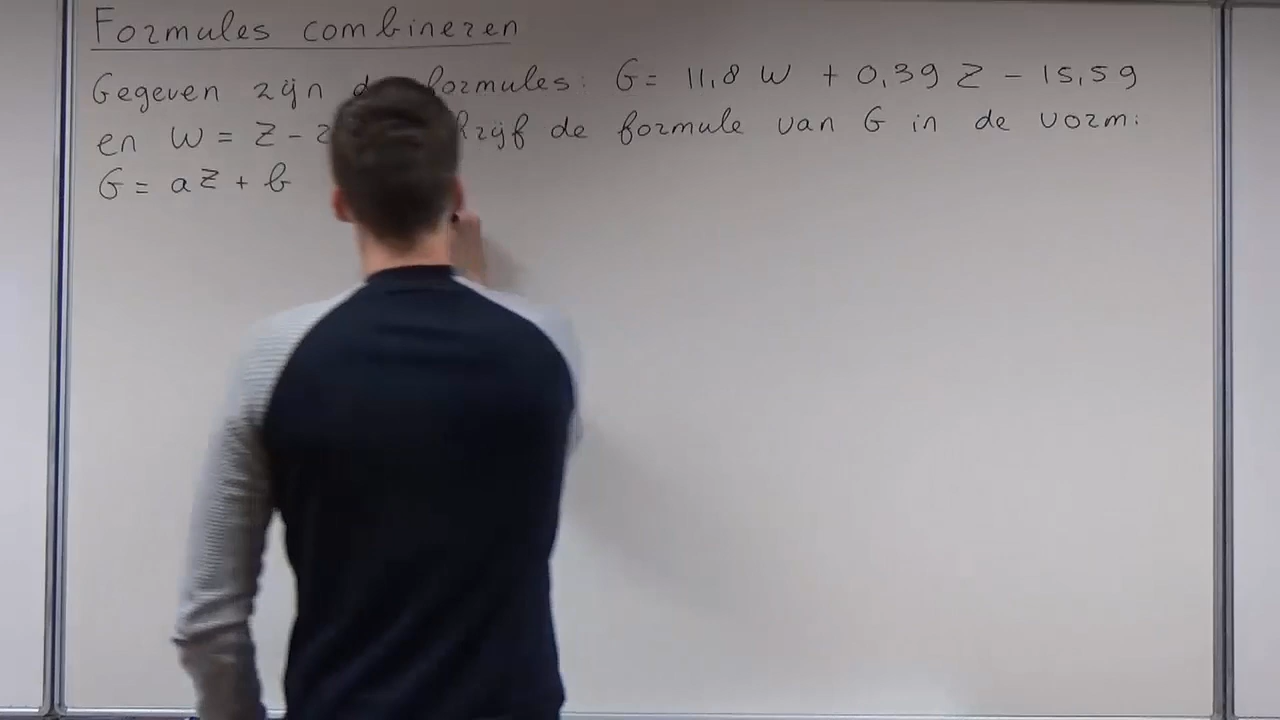 Formules combineren
Gegeven zijn formules: G = 11,8 W + 0,39 Z - 15,59
en W = Z - de formule van G in de vorm:
G = aZ + b